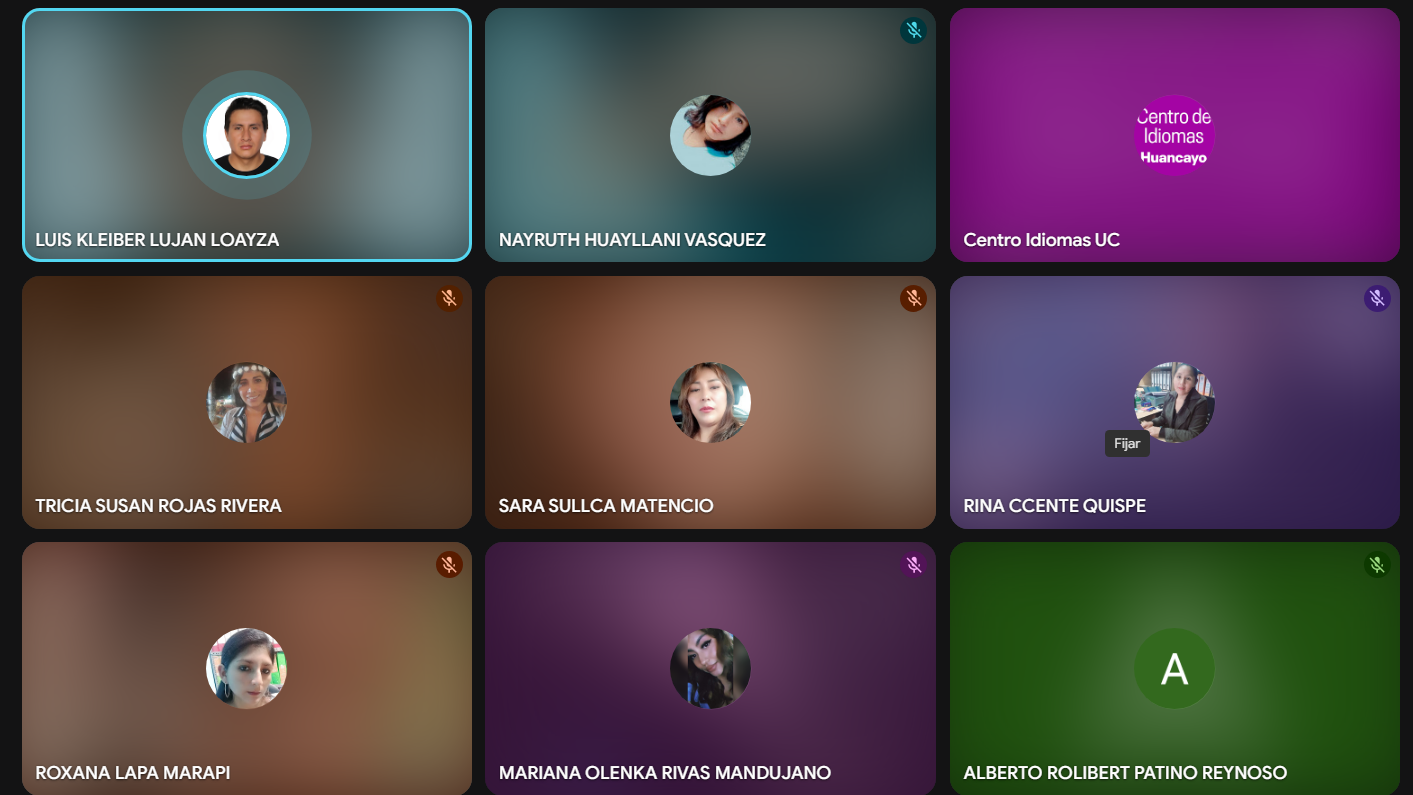 LUIS KLEIBER LUJAN LOAYZA
NAYRUTH HUAYLLANI VASQUEZ
Centro de
Idiomas
Huancayo
Centro Idiomas UC
TRICIA SUSAN ROJAS RIVERA
SARA SULLCA MATENCIO
Fijar
RINA CCENTE QUISPE
ROXANA LAPA MARAPI
MARIANA OLENKA RIVAS MANDUJANO
A
ALBERTO ROLIBERT PATINO REYNOSO